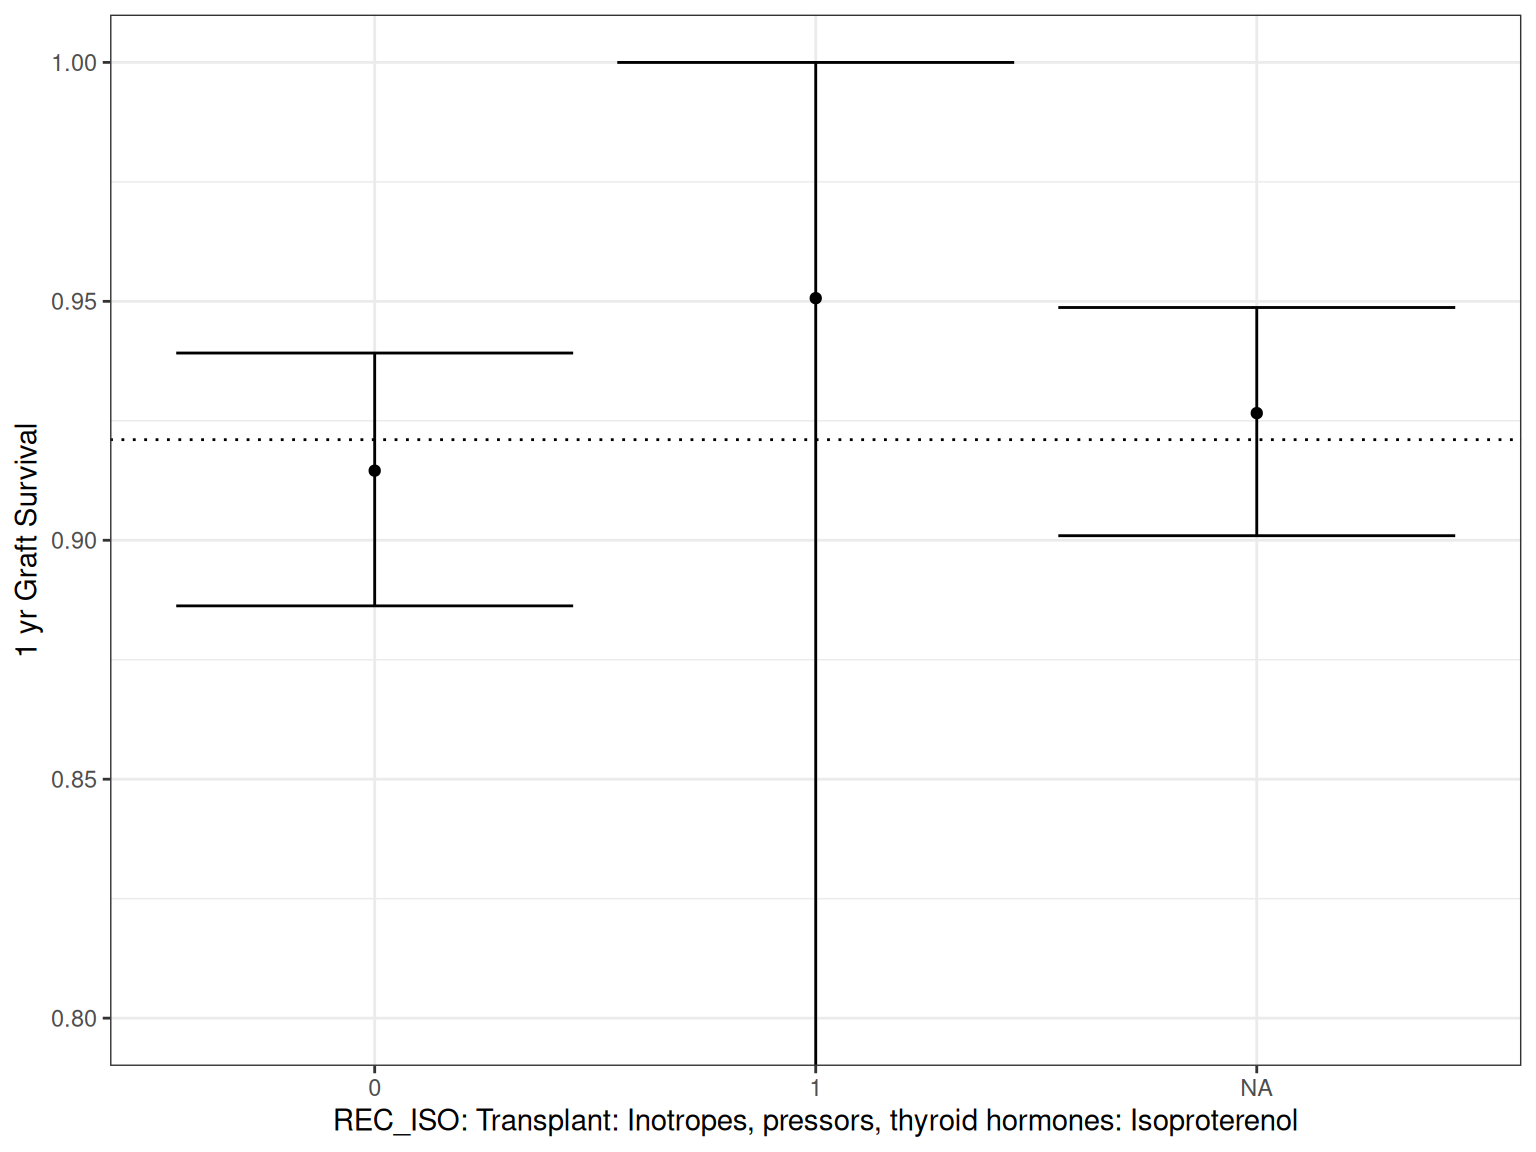 1.00
0.95
0.90
0.85
0.80
1 yr Graft Survival
0
1
NA
REC_ISO: Transplant: Inotropes, pressors, thyroid hormones: Isoproterenol